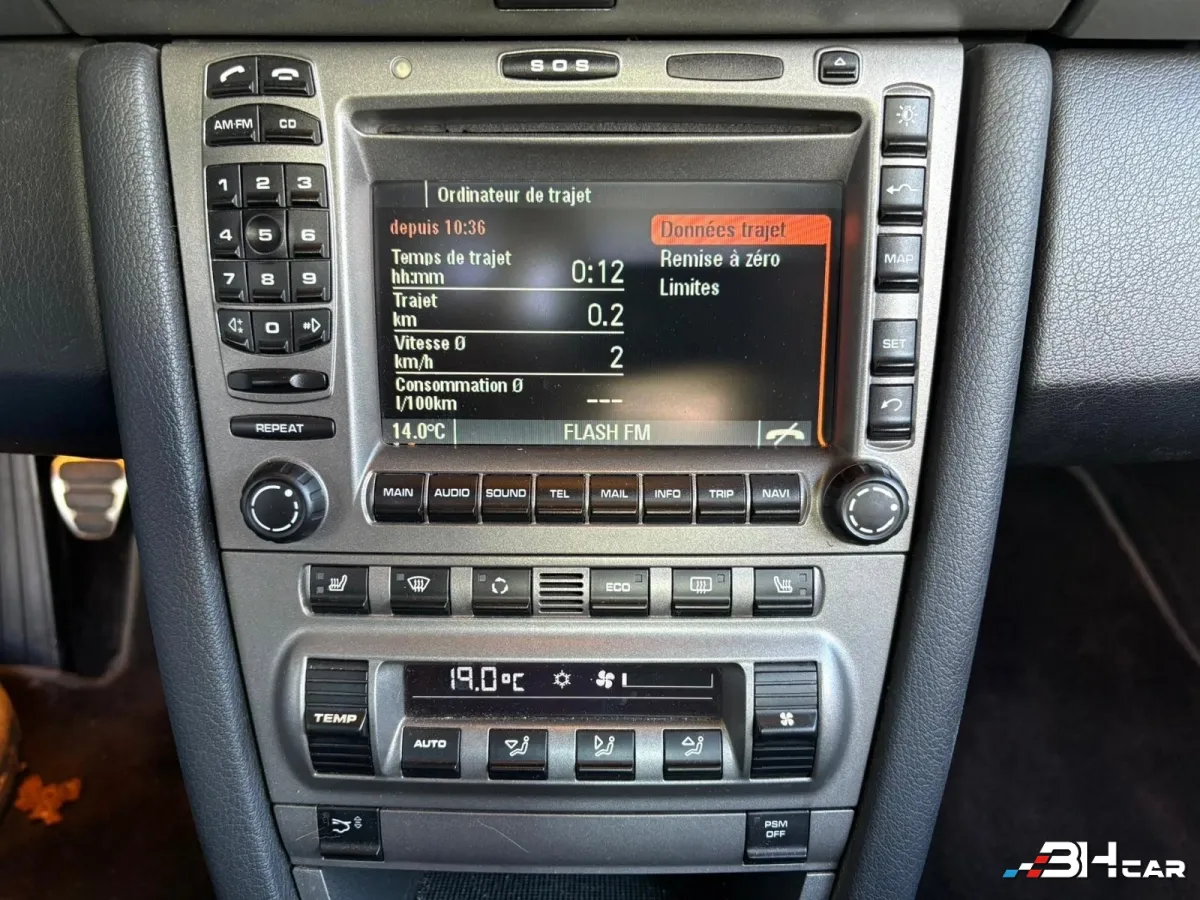 SOS
AM·FM CD
1 2 3
4 5 6
7 8 9
* 0 #
REPEAT
Ordinateur de trajet
depuis 10:36
Temps de trajet
hh:mm 0:12
Trajet
km 0.2
Vitesse Ø
km/h 2
Consommation Ø
l/100km ---
Données trajet
Remise à zéro
Limites
14.0°C FLASH FM
MAP
SET
MAIN AUDIO SOUND TEL MAIL INFO TRIP NAVI
ECO
19.0°C
TEMP
AUTO
PSM
OFF
3HCAR